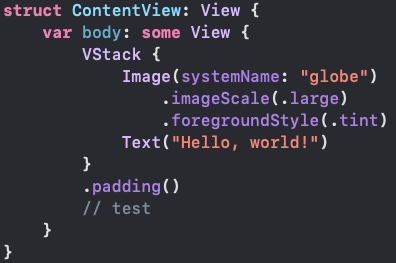 struct ContentView: View {
    var body: some View {
        VStack {
            Image(systemName: "globe")
                .imageScale(.large)
                .foregroundStyle(.tint)
            Text("Hello, world!")
        }
        .padding()
        // test
    }
}